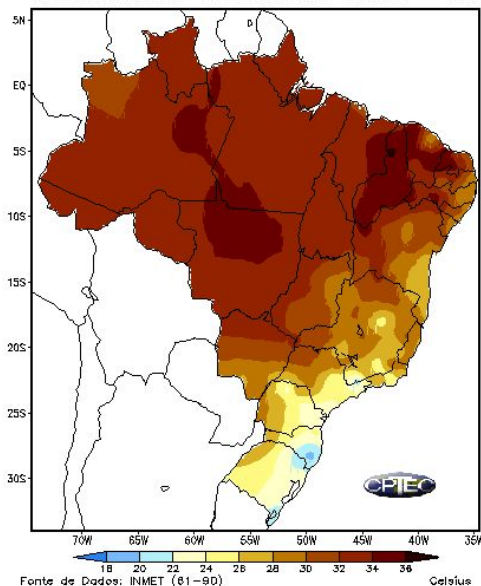 5N
EQ
5S
10S
15S
20S
25S
30S
70W 65W 60W 55W 50W 45W 40W 35W
CPTEC
18 20 22 24 26 28 30 32 34 36
Fonte de Dados: INMET (61-90) Celsius